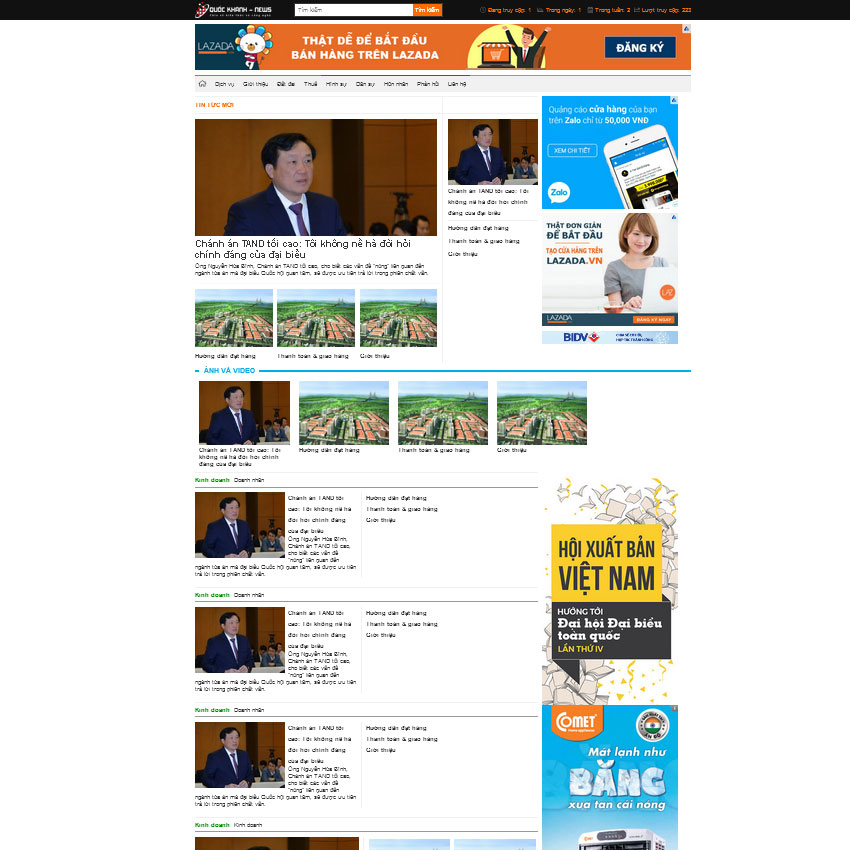 QUỐC KHÁNH - NEWS
Tìm kiếm
Tìm kiếm
Đang truy cập: 1
Trong ngày: 1
Trong tuần: 2
Lượt truy cập: 223
LAZADA
THẬT DỄ ĐỂ BẮT ĐẦU
BÁN HÀNG TRÊN LAZADA
ĐĂNG KÝ
Dịch vụ Giới thiệu Đất đai Thuế Hình sự Dân sự Hôn nhân Phản hồi Liên hệ
TIN TỨC MỚI
Chánh án TAND tối cao: Tôi không nề hà đòi hỏi
chính đáng của đại biểu
Ông Nguyễn Hòa Bình, Chánh án TAND tối cao, cho biết các vấn đề "nóng" liên quan đến
ngành tòa án mà đại biểu Quốc hội quan tâm, sẽ được ưu tiên trả lời trong phiên chất vấn.
Hướng dẫn đặt hàng
Thanh toán & giao hàng
Giới thiệu
Chánh án TAND tối cao: Tôi
không nề hà đòi hỏi chính
đáng của đại biểu
Hướng dẫn đặt hàng
Thanh toán & giao hàng
Giới thiệu
Quảng cáo cửa hàng của bạn
trên Zalo chỉ từ 50,000 VNĐ
XEM CHI TIẾT
Zalo
THẬT ĐƠN GIẢN
ĐỂ BẮT ĐẦU
TẠO CỬA HÀNG TRÊN
LAZADA.VN
LAZ
LAZADA
ĐĂNG KÝ NGAY
BIDV
ẢNH VÀ VIDEO
Chánh án TAND tối cao: Tôi
không nề hà đòi hỏi chính
đáng của đại biểu
Hướng dẫn đặt hàng
Thanh toán & giao hàng
Giới thiệu
Kinh doanh Doanh nhân
Chánh án TAND tối
cao: Tôi không nề hà
đòi hỏi chính đáng
của đại biểu
Ông Nguyễn Hòa Bình,
Chánh án TAND tối cao,
cho biết các vấn đề
"nóng" liên quan đến
ngành tòa án mà đại biểu Quốc hội quan tâm, sẽ được ưu tiên
trả lời trong phiên chất vấn.
Hướng dẫn đặt hàng
Thanh toán & giao hàng
Giới thiệu
Kinh doanh Doanh nhân
Chánh án TAND tối
cao: Tôi không nề hà
đòi hỏi chính đáng
của đại biểu
Ông Nguyễn Hòa Bình,
Chánh án TAND tối cao,
cho biết các vấn đề
"nóng" liên quan đến
ngành tòa án mà đại biểu Quốc hội quan tâm, sẽ được ưu tiên
trả lời trong phiên chất vấn.
Hướng dẫn đặt hàng
Thanh toán & giao hàng
Giới thiệu
Kinh doanh Doanh nhân
Chánh án TAND tối
cao: Tôi không nề hà
đòi hỏi chính đáng
của đại biểu
Ông Nguyễn Hòa Bình,
Chánh án TAND tối cao,
cho biết các vấn đề
"nóng" liên quan đến
ngành tòa án mà đại biểu Quốc hội quan tâm, sẽ được ưu tiên
trả lời trong phiên chất vấn.
Hướng dẫn đặt hàng
Thanh toán & giao hàng
Giới thiệu
Kinh doanh Kinh doanh
HỘI XUẤT BẢN
VIỆT NAM
HƯỚNG TỚI
Đại hội Đại biểu
toàn quốc
LẦN THỨ IV
COMET
Mát lạnh như
BĂNG
xua tan cái nóng